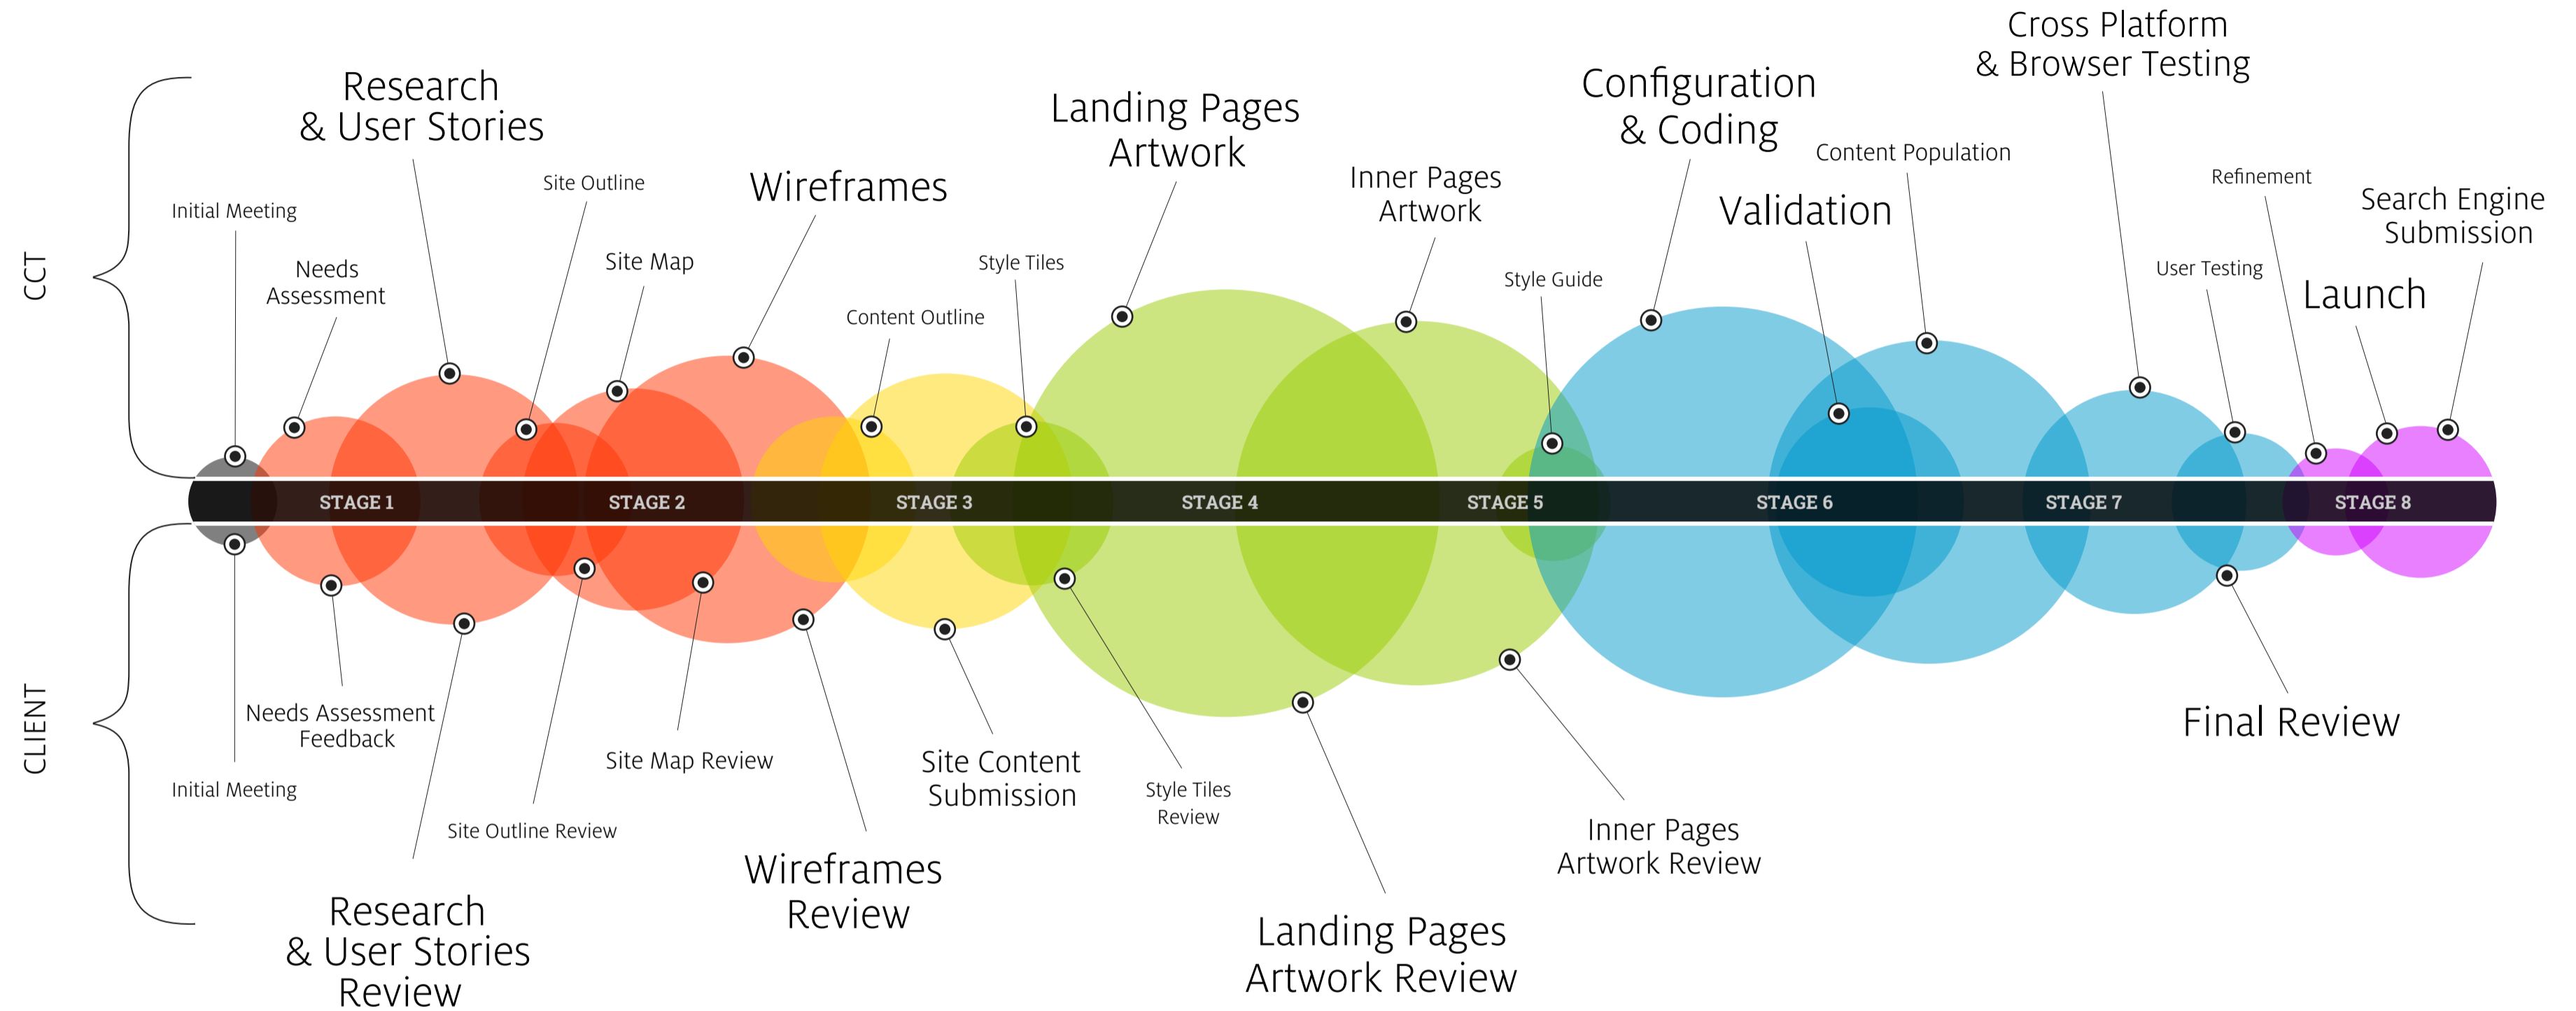 Cross Platform
& Browser Testing
Research
& User Stories
Configuration
& Coding
Landing Pages
Artwork
Content Population
Site Outline
Wireframes
Inner Pages
Artwork
Refinement
Search Engine
Submission
Initial Meeting
Validation
Needs
Assessment
Site Map
Style Tiles
Style Guide
User Testing
Launch
CCT
Content Outline
STAGE 1
STAGE 2
STAGE 3
STAGE 4
STAGE 5
STAGE 6
STAGE 7
STAGE 8
CLIENT
Needs Assessment
Feedback
Initial Meeting
Site Map Review
Site Content
Submission
Style Tiles
Review
Final Review
Site Outline Review
Inner Pages
Artwork Review
Wireframes
Review
Research
& User Stories
Review
Landing Pages
Artwork Review